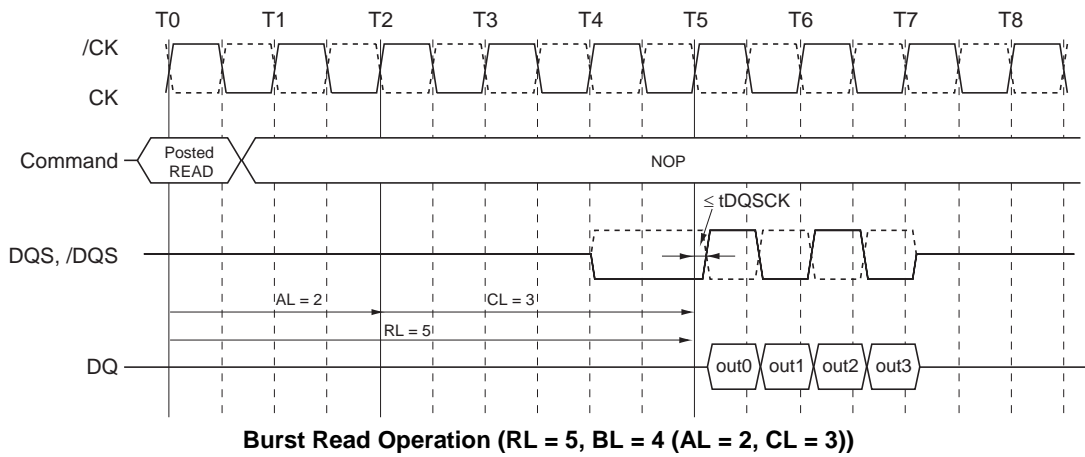 T0 T1 T2 T3 T4 T5 T6 T7 T8
/CK
CK
Command
Posted
READ
NOP
≤ tDQSCK
DQS, /DQS
AL = 2
CL = 3
RL = 5
DQ
out0 out1 out2 out3
Burst Read Operation (RL = 5, BL = 4 (AL = 2, CL = 3))